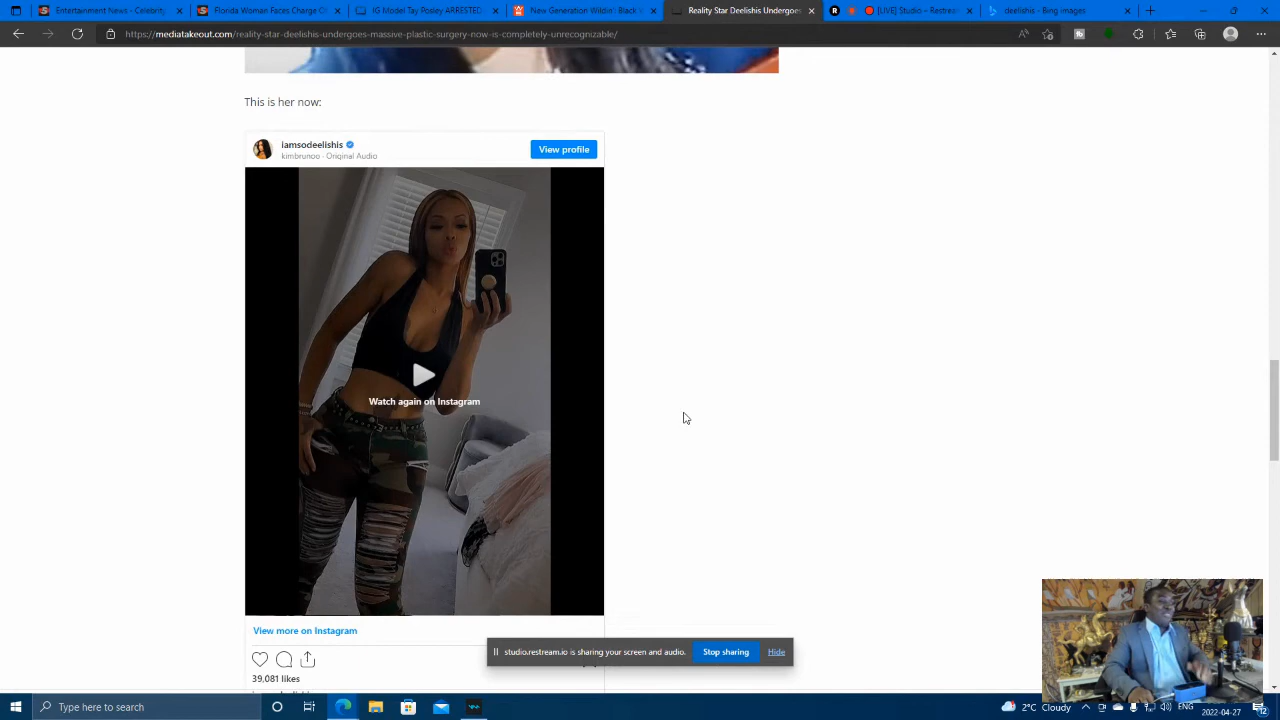 Entertainment News - Celebrity
Florida Woman Faces Charge O
IG Model Tay Posley ARRESTED
New Generation Wildin': Black
Reality Star Deelishis Undergoes
[LIVE] Studio – Restrea
deelishis - Bing images
https://mediatakeout.com/reality-star-deelishis-undergoes-massive-plastic-surgery-now-is-completely-unrecognizable/
This is her now:
iamsodeelishis
kimbrunoo · Original Audio
View profile
Watch again on Instagram
View more on Instagram
studio.restream.io is sharing your screen and audio.
Stop sharing
Hide
39,081 likes
Type here to search
2°C Cloudy
ENG
2022-04-27